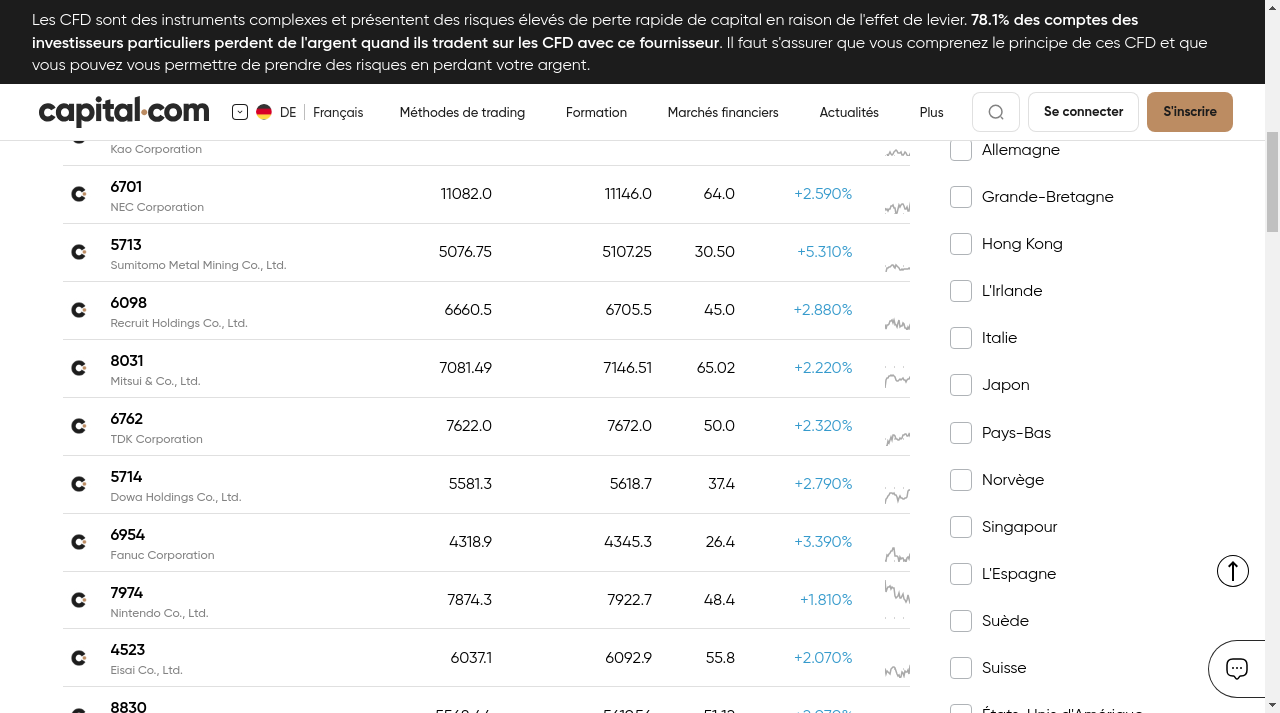 Les CFD sont des instruments complexes et présentent des risques élevés de perte rapide de capital en raison de l'effet de levier. 78.1% des comptes des
investisseurs particuliers perdent de l'argent quand ils tradent sur les CFD avec ce fournisseur. Il faut s'assurer que vous comprenez le principe de ces CFD et que
vous pouvez vous permettre de prendre des risques en perdant votre argent.
capital.com DE Français Méthodes de trading Formation Marchés financiers Actualités Plus Se connecter S'inscrire
Kao Corporation
Allemagne
6701 11082.0 11146.0 64.0 +2.590%
NEC Corporation
Grande-Bretagne
5713 5076.75 5107.25 30.50 +5.310%
Sumitomo Metal Mining Co., Ltd.
Hong Kong
6098 6660.5 6705.5 45.0 +2.880%
Recruit Holdings Co., Ltd.
L'Irlande
Italie
8031 7081.49 7146.51 65.02 +2.220%
Mitsui & Co., Ltd.
Japon
6762 7622.0 7672.0 50.0 +2.320%
TDK Corporation
Pays-Bas
5714 5581.3 5618.7 37.4 +2.790%
Dowa Holdings Co., Ltd.
Norvège
6954 4318.9 4345.3 26.4 +3.390%
Fanuc Corporation
Singapour
L'Espagne
7974 7874.3 7922.7 48.4 +1.810%
Nintendo Co., Ltd.
Suède
4523 6037.1 6092.9 55.8 +2.070%
Eisai Co., Ltd.
Suisse
8830
États-Unis d'Amérique